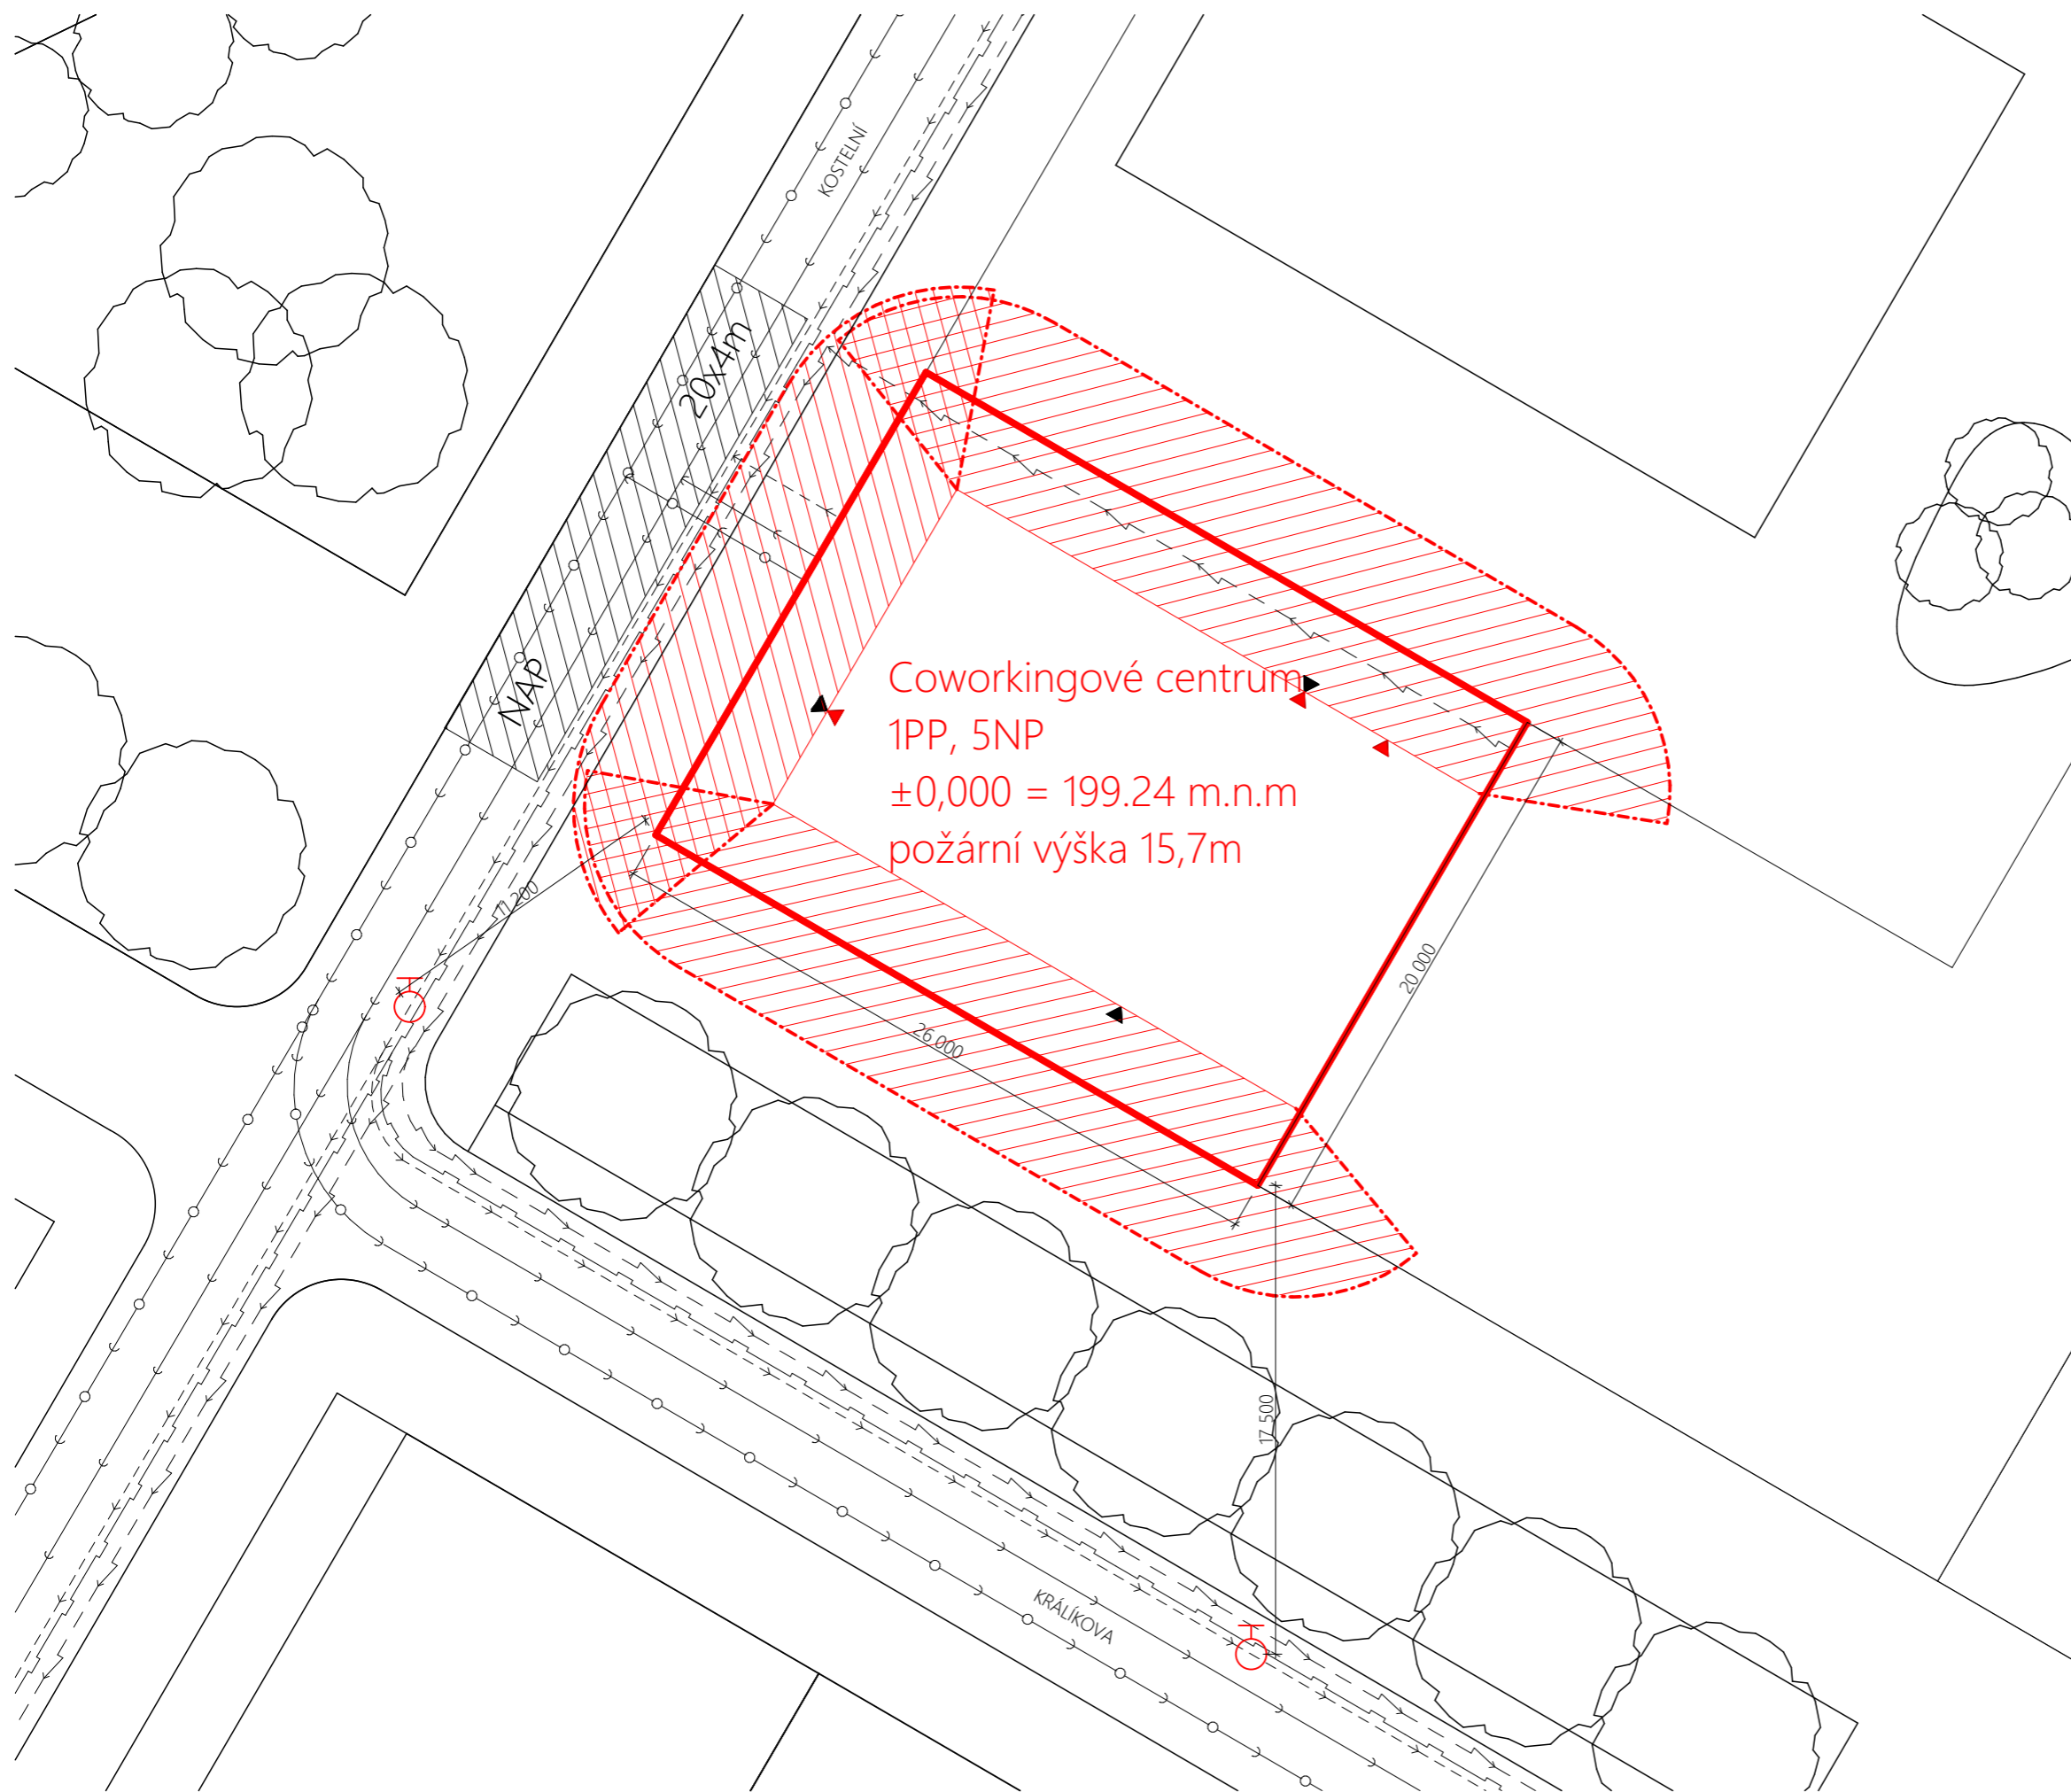 KOSTELNÍ
20x4m
NAP
Coworkingové centrum
1PP, 5NP
±0,000 = 199.24 m.n.m
požární výška 15,7m
11 200
20 000
26 000
17 500
KRÁLÍKOVA